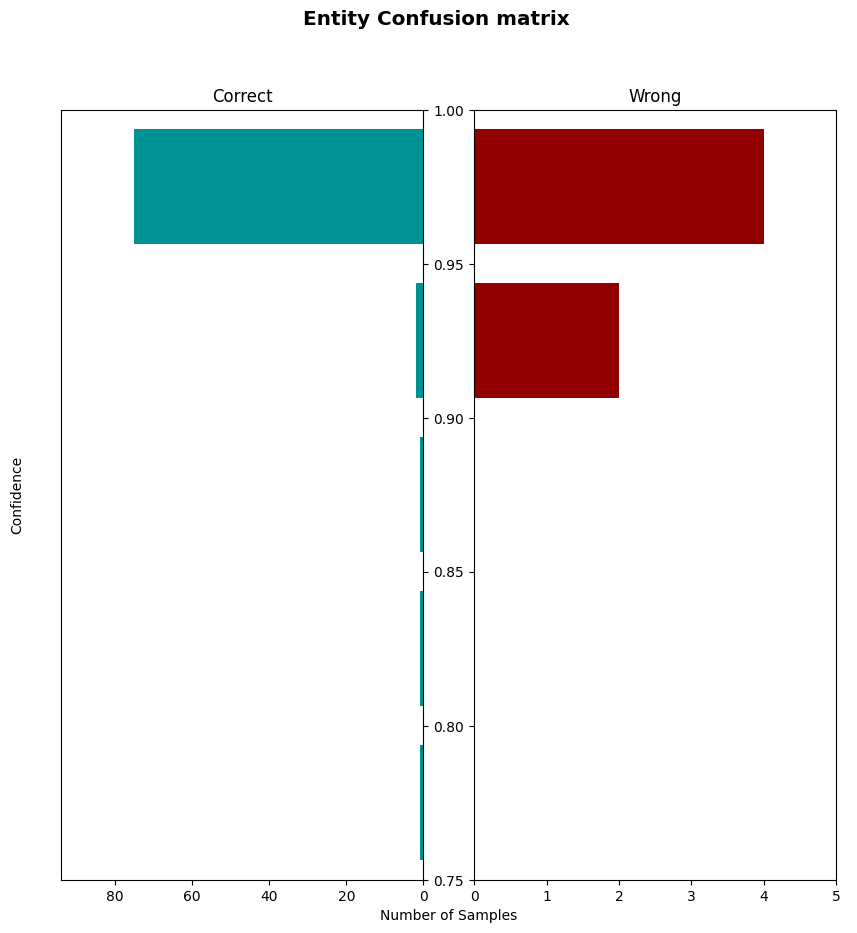 Entity Confusion matrix
Correct
Wrong
1.00
0.95
0.90
0.85
0.80
0.75
Confidence
80 60 40 20 0
0 1 2 3 4 5
Number of Samples